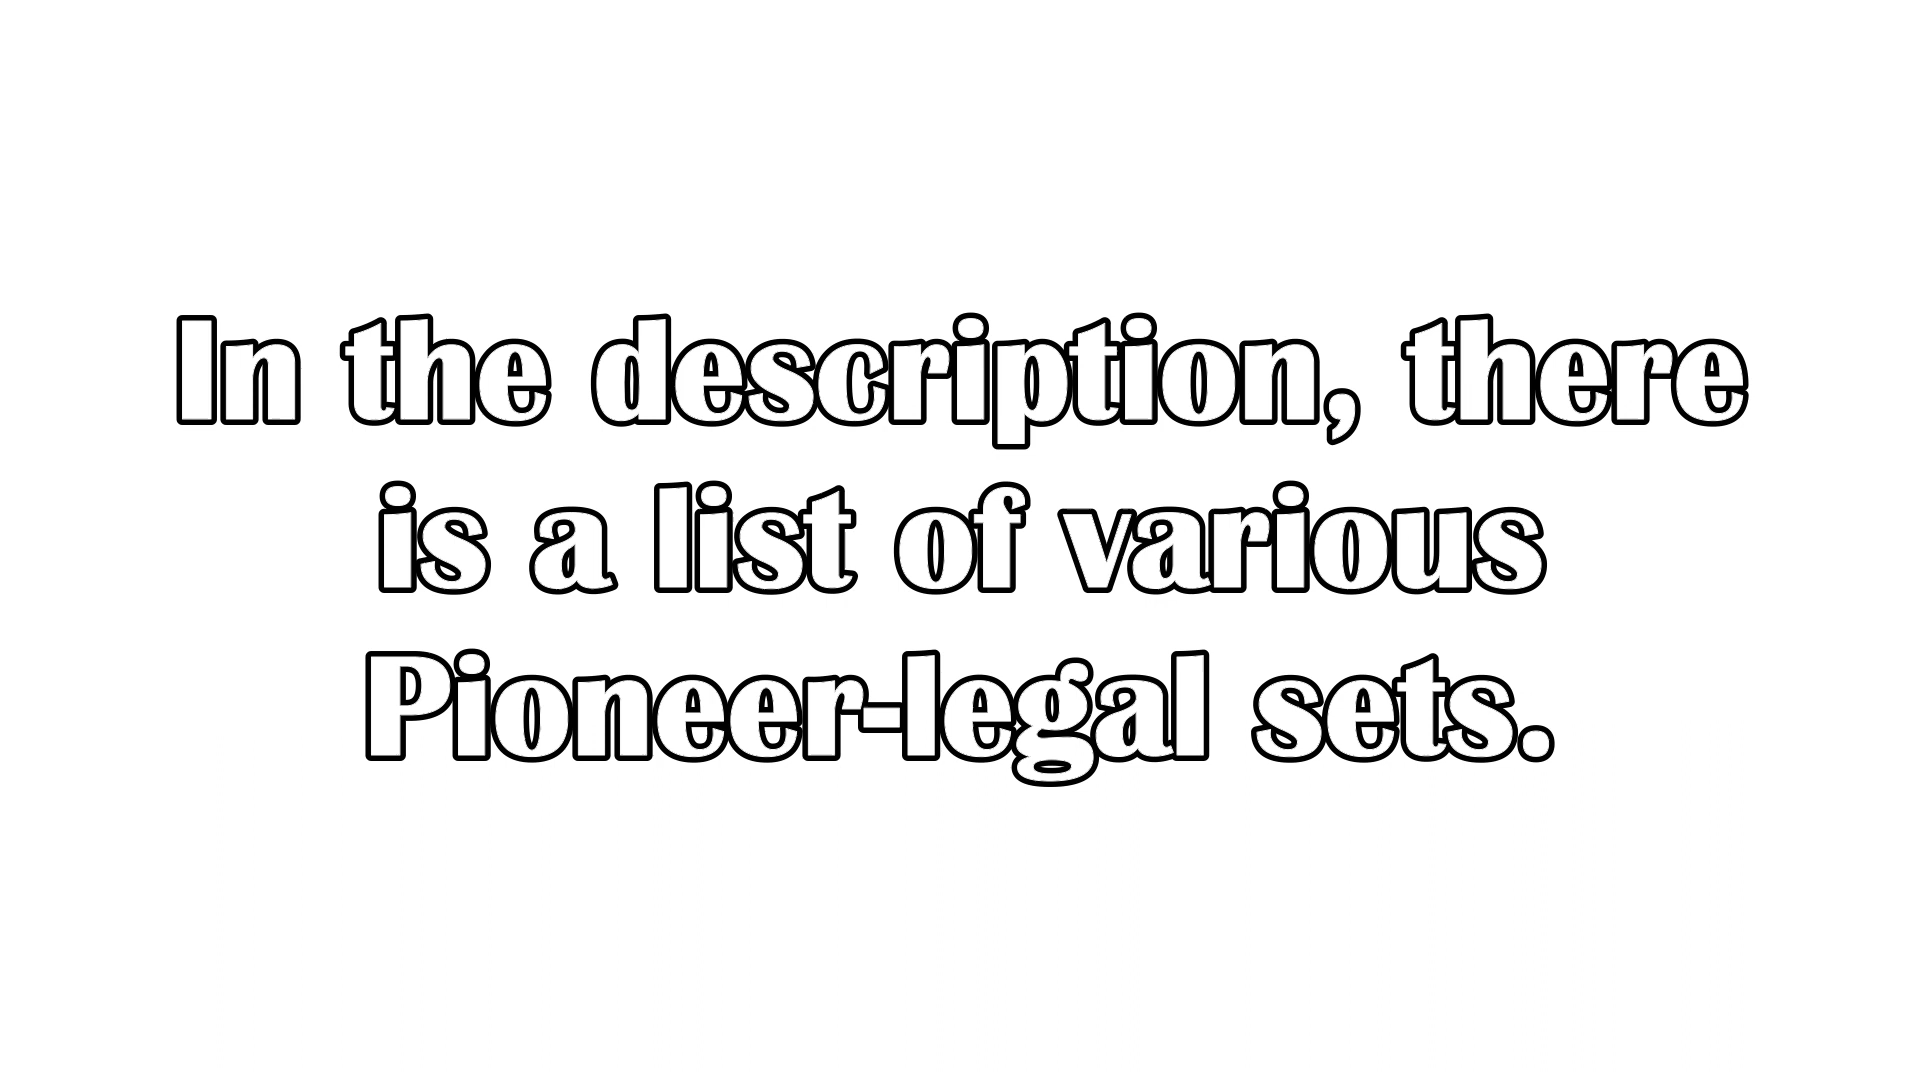 In the description, there
is a list of various
Pioneer-legal sets.